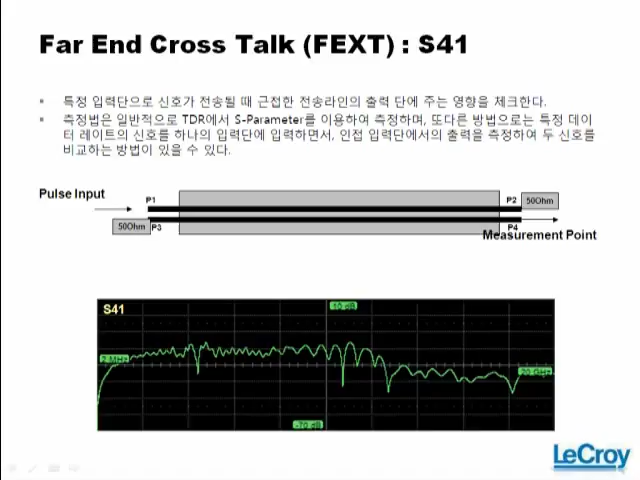 Far End Cross Talk (FEXT) : S41
▪ 특정 입력단으로 신호가 전송될 때 근접한 전송라인의 출력 단에 주는 영향을 체크한다.
▪ 측정법은 일반적으로 TDR에서 S-Parameter를 이용하여 측정하며, 또다른 방법으로는 특정 데이
터 레이트의 신호를 하나의 입력단에 입력하면서, 인접 입력단에서의 출력을 측정하여 두 신호를
비교하는 방법이 있을 수 있다.
Pulse Input
P1
P2
50Ohm
50Ohm
P3
P4
Measurement Point
S41
10 dB
2 MHz
20 GHz
-70 dB
LeCroy